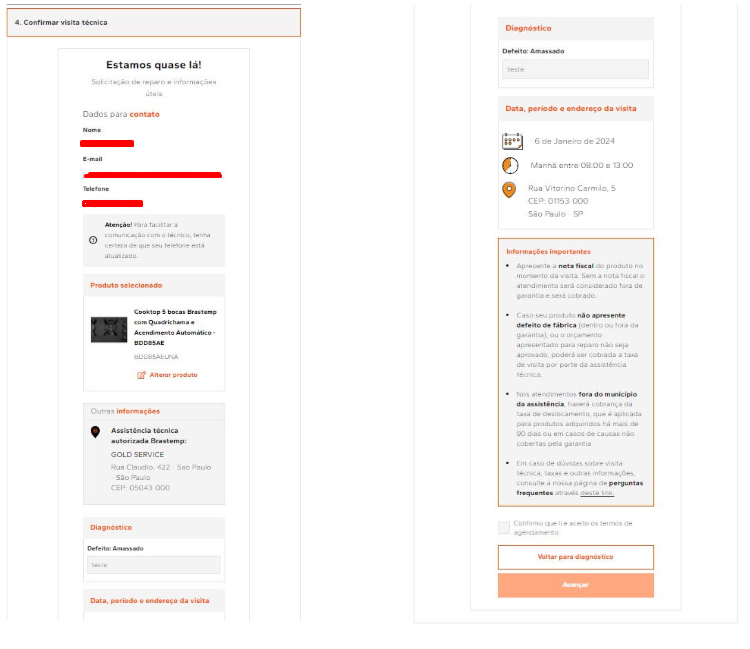 4. Confirmar visita técnica
Estamos quase lá!
Solicitação de reparo e informações
úteis
Dados para contato
Nome
E-mail
Telefone
Atenção! Para facilitar a
comunicação com o técnico, tenha
certeza de que seu telefone está
atualizado.
Produto selecionado
Cooktop 5 bocas Brastemp
com Quadrichama e
Acendimento Automático -
BDD85AE
BDD85AEUNA
Alterar produto
Outras informações
Assistência técnica
autorizada Brastemp:
GOLD SERVICE
Rua Claudio, 422 - Sao Paulo
- São Paulo
CEP: 05043-000
Diagnóstico
Defeito: Amassado
teste
Data, período e endereço da visita
Diagnóstico
Defeito: Amassado
teste
Data, período e endereço da visita
6 de Janeiro de 2024
Manhã entre 08:00 e 13:00
Rua Vitorino Carmilo, 5
CEP: 01153-000
São Paulo - SP
Informações importantes
• Apresente a nota fiscal do produto no
momento da visita. Sem a nota fiscal o
atendimento será considerado fora de
garantia e será cobrado.
• Caso seu produto não apresente
defeito de fábrica (dentro ou fora da
garantia), ou o orçamento
apresentado para reparo não seja
aprovado, poderá ser cobrada a taxa
de visita por parte da assistência
técnica.
• Nos atendimentos fora do município
da assistência, haverá cobrança da
taxa de deslocamento, que é aplicada
para produtos adquiridos há mais de
90 dias ou em casos de causas não
cobertas pela garantia.
• Em caso de dúvidas sobre visita
técnica, taxas e outras informações,
consulte a nossa página de perguntas
frequentes através deste link.
Confirmo que li e aceito os termos de
agendamento
Voltar para diagnóstico
Avançar